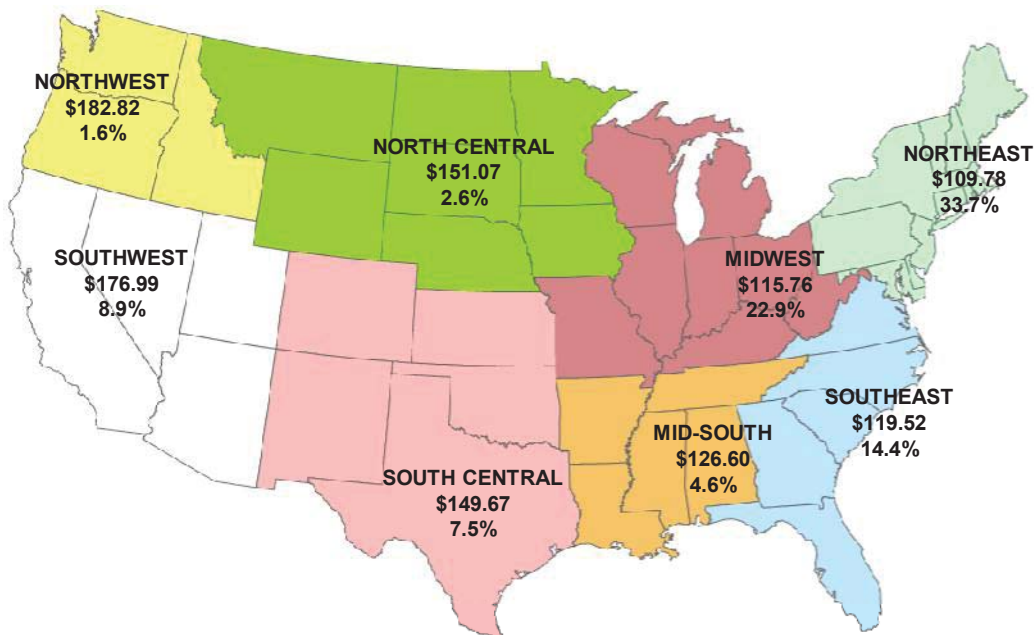 NORTHWEST
$182.82
1.6%
NORTH CENTRAL
$151.07
2.6%
NORTHEAST
$109.78
33.7%
SOUTHWEST
$176.99
8.9%
MIDWEST
$115.76
22.9%
SOUTHEAST
$119.52
14.4%
MID-SOUTH
$126.60
4.6%
SOUTH CENTRAL
$149.67
7.5%